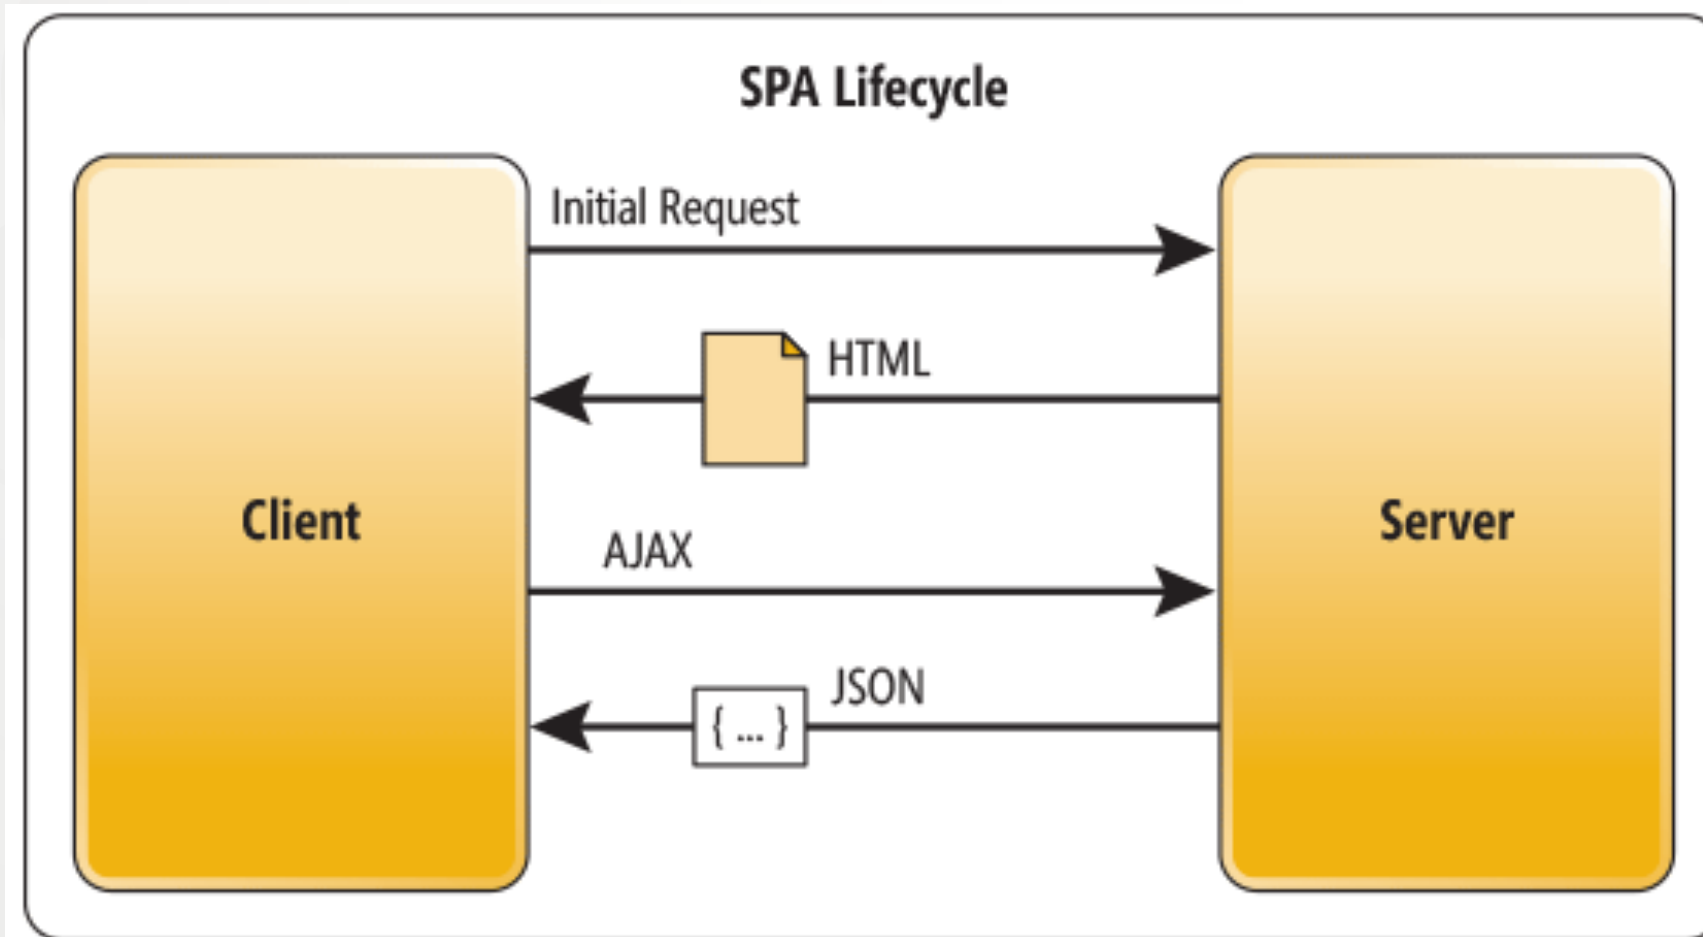 SPA Lifecycle
Initial Request
HTML
Client
Server
AJAX
JSON
{ ... }